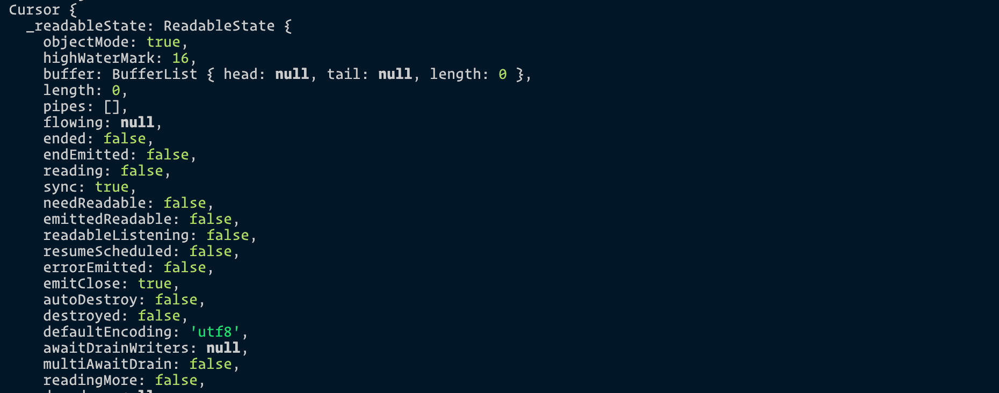 Cursor {
  _readableState: ReadableState {
    objectMode: true,
    highWaterMark: 16,
    buffer: BufferList { head: null, tail: null, length: 0 },
    length: 0,
    pipes: [],
    flowing: null,
    ended: false,
    endEmitted: false,
    reading: false,
    sync: true,
    needReadable: false,
    emittedReadable: false,
    readableListening: false,
    resumeScheduled: false,
    errorEmitted: false,
    emitClose: true,
    autoDestroy: false,
    destroyed: false,
    defaultEncoding: 'utf8',
    awaitDrainWriters: null,
    multiAwaitDrain: false,
    readingMore: false,